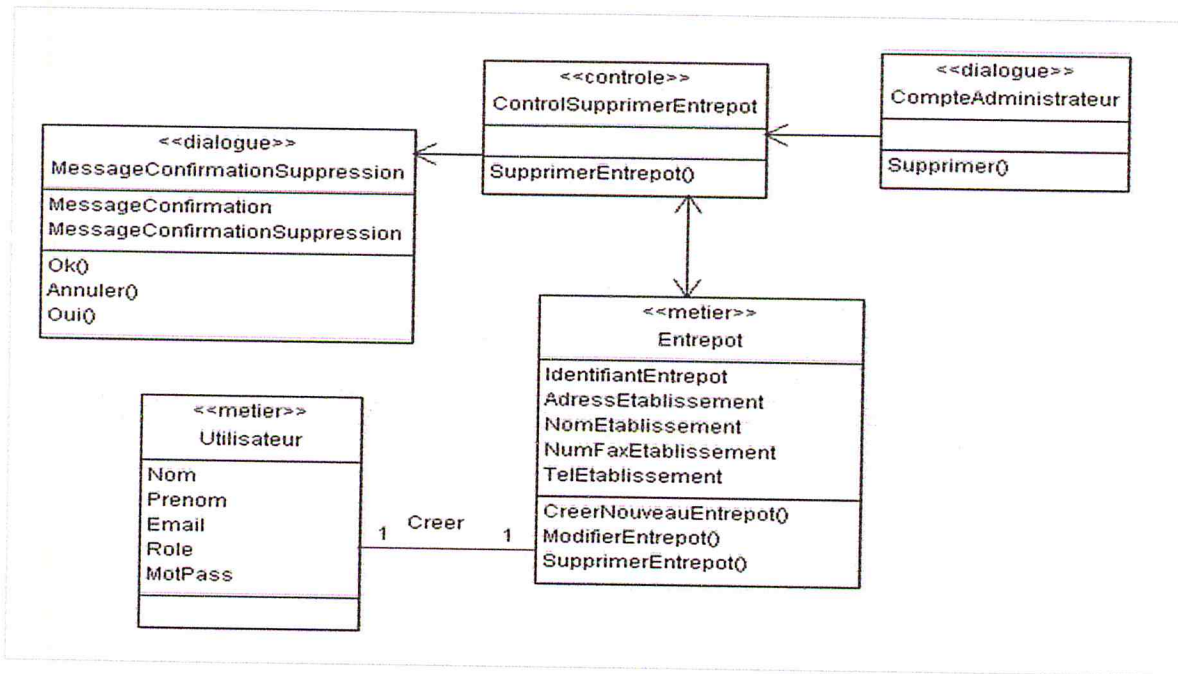 <<dialogue>>
MessageConfirmationSuppression
MessageConfirmation
MessageConfirmationSuppression
Ok()
Annuler()
Oui()
<<controle>>
ControlSupprimerEntrepot
SupprimerEntrepot()
<<dialogue>>
CompteAdministrateur
Supprimer()
<<metier>>
Entrepot
IdentifiantEntrepot
AdressEtablissement
NomEtablissement
NumFaxEtablissement
TelEtablissement
CreerNouveauEntrepot()
ModifierEntrepot()
SupprimerEntrepot()
<<metier>>
Utilisateur
Nom
Prenom
Email
Role
MotPass
1 Creer 1